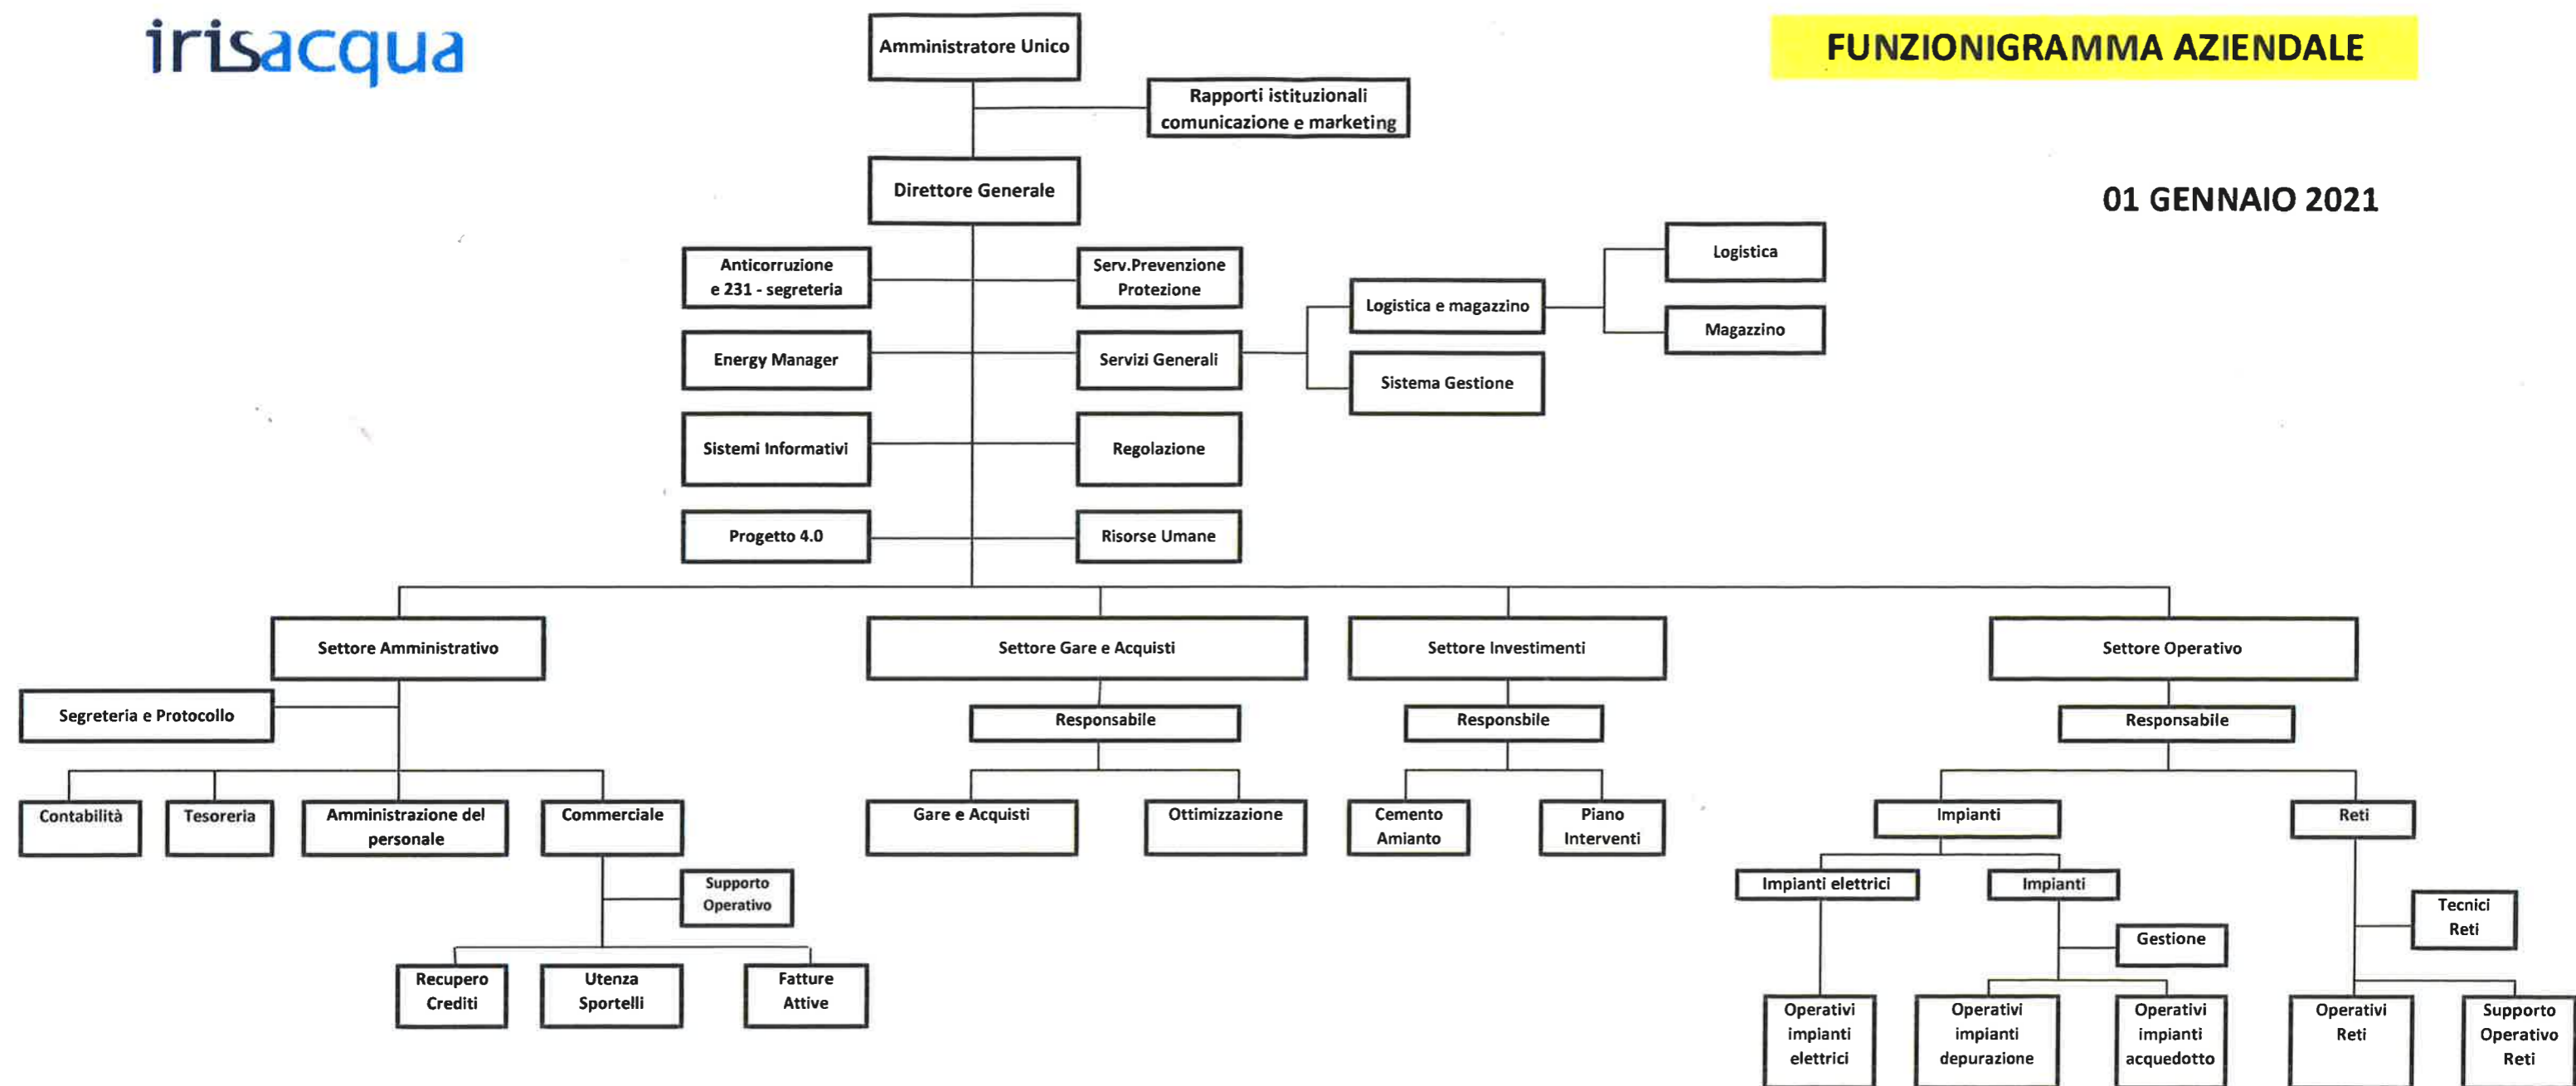 irisacqua
FUNZIONIGRAMMA AZIENDALE
01 GENNAIO 2021
Amministratore Unico
Rapporti istituzionali
comunicazione e marketing
Direttore Generale
Anticorruzione
e 231 - segreteria
Serv.Prevenzione
Protezione
Energy Manager
Servizi Generali
Logistica e magazzino
Sistema Gestione
Logistica
Magazzino
Sistemi Informativi
Regolazione
Progetto 4.0
Risorse Umane
Settore Amministrativo
Settore Gare e Acquisti
Settore Investimenti
Settore Operativo
Segreteria e Protocollo
Responsabile
Responsbile
Responsabile
Contabilità
Tesoreria
Amministrazione del
personale
Commerciale
Gare e Acquisti
Ottimizzazione
Cemento
Amianto
Piano
Interventi
Impianti
Reti
Supporto
Operativo
Impianti elettrici
Impianti
Tecnici
Reti
Gestione
Recupero
Crediti
Utenza
Sportelli
Fatture
Attive
Operativi
impianti
elettrici
Operativi
impianti
depurazione
Operativi
impianti
acquedotto
Operativi
Reti
Supporto
Operativo
Reti